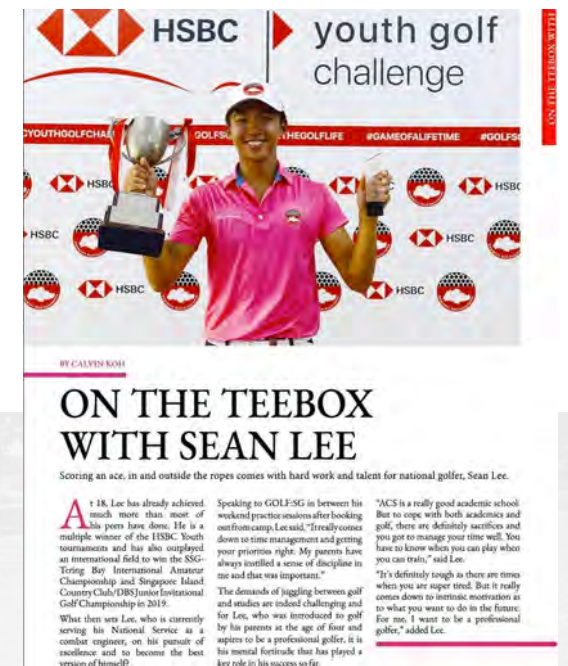 HSBC
youth golf
challenge
ON THE TEEBOX WITH
#GAMEOFALIFETIME
HSBC
HSBC
HSBC
HSBC
HSBC
BY CALVIN KOH
ON THE TEEBOX
WITH SEAN LEE
Scoring an ace, in and outside the ropes comes with hard work and talent for national golfer, Sean Lee.
At 18, Lee has already achieved
much more than most of
his peers have done. He is a
multiple winner of the HSBC Youth
tournaments and has also outplayed
an international field to win the SSG-
Tering Bay International Amateur
Championship and Singapore Island
Country Club/DBS Junior Invitational
Golf Championship in 2019.
What then sets Lee, who is currently
serving his National Service as a
combat engineer, on his pursuit of
excellence and to become the best
version of himself?
Speaking to GOLF:SG in between his
weekend practice sessions after booking
out from camp, Lee said, "It really comes
down to time management and getting
your priorities right. My parents have
always instilled a sense of discipline in
me and that was important."
The demands of juggling between golf
and studies are indeed challenging and
for Lee, who was introduced to golf
by his parents at the age of four and
aspires to be a professional golfer, it is
his mental fortitude that has played a
key role in his success so far.
"ACS is a really good academic school.
But to cope with both academics and
golf, there are definitely sacrifices and
you got to manage your time well. You
have to know when you can play when
you can train," said Lee.
"It's definitely tough as there are times
when you are super tired. But it really
comes down to intrinsic motivation as
to what you want to do in the future.
For me, I want to be a professional
golfer," added Lee.